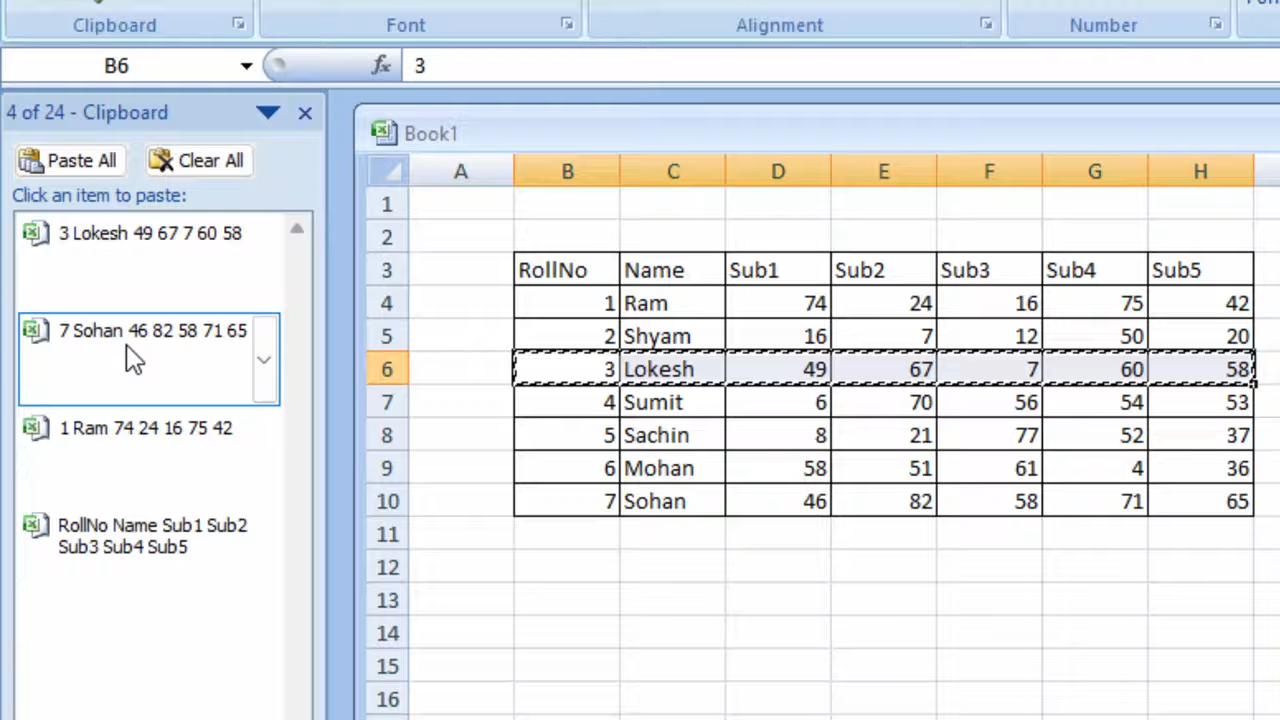 Clipboard Font Alignment Number
B6 fx 3
4 of 24 - Clipboard
Paste All Clear All
Click an item to paste:
3 Lokesh 49 67 7 60 58
7 Sohan 46 82 58 71 65
1 Ram 74 24 16 75 42
RollNo Name Sub1 Sub2
Sub3 Sub4 Sub5
Book1
A B C D E F G H
1
2
3 RollNo Name Sub1 Sub2 Sub3 Sub4 Sub5
4 1 Ram 74 24 16 75 42
5 2 Shyam 16 7 12 50 20
6 3 Lokesh 49 67 7 60 58
7 4 Sumit 6 70 56 54 53
8 5 Sachin 8 21 77 52 37
9 6 Mohan 58 51 61 4 36
10 7 Sohan 46 82 58 71 65
11
12
13
14
15
16